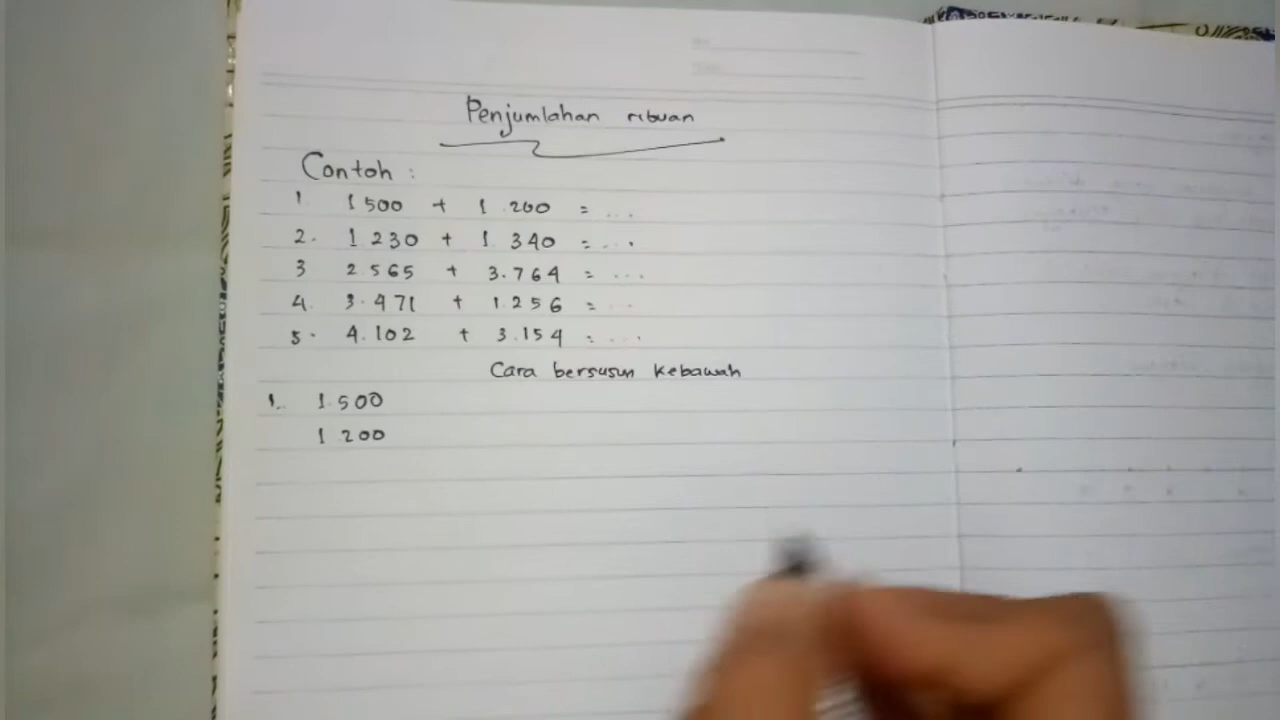 Penjumlahan ribuan
Contoh :
1. 1 500 + 1.200 = ...
2. 1.230 + 1.340 = ...
3 2.565 + 3.764 = ...
4. 3.471 + 1.256 = ...
5. 4.102 + 3.154 = ...
Cara bersusun kebawah
1. 1.500
1.200